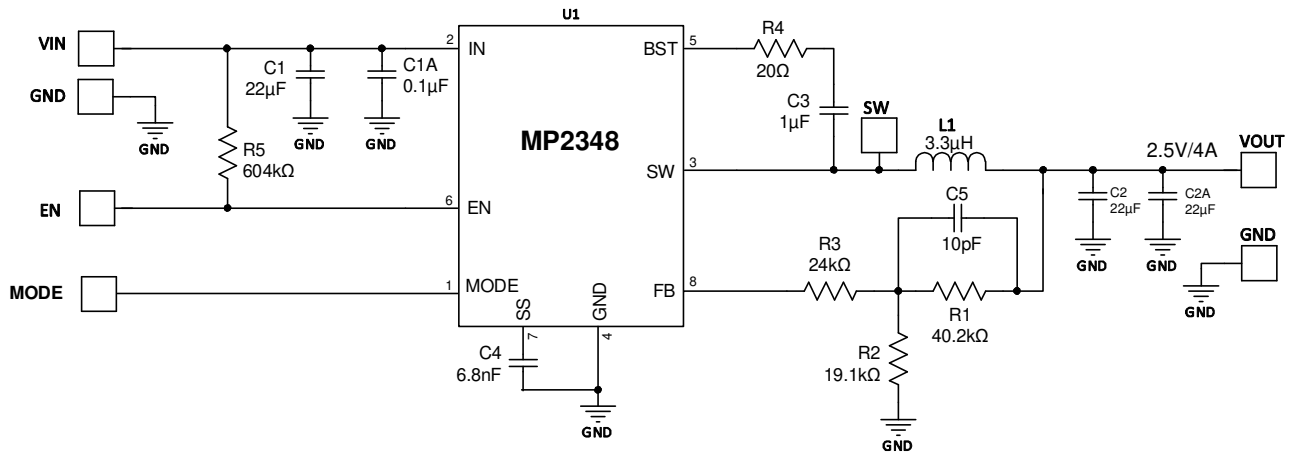 U1
VIN
2
IN
BST
5
R4
20Ω
C1
22µF
C1A
0.1µF
GND
GND
GND
GND
C3
1µF
SW
L1
3.3µH
MP2348
R5
604kΩ
SW
3
2.5V/4A
VOUT
C2
22µF
C2A
22µF
EN
6
EN
C5
10pF
GND
GND
GND
GND
R3
24kΩ
MODE
1
MODE
FB
8
R1
40.2kΩ
SS
GND
7
4
C4
6.8nF
R2
19.1kΩ
GND
GND